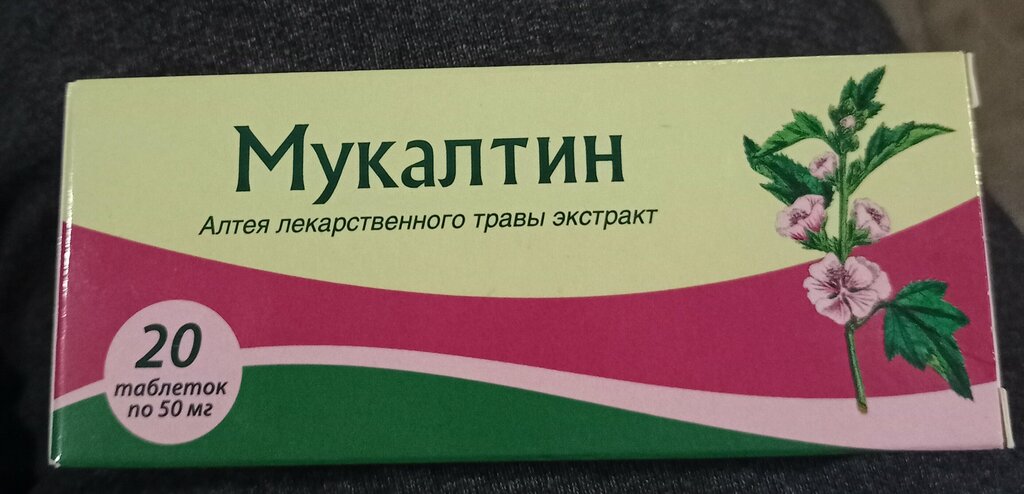 Мукалтин
Алтея лекарственного травы экстракт
20
таблеток
по 50 мг